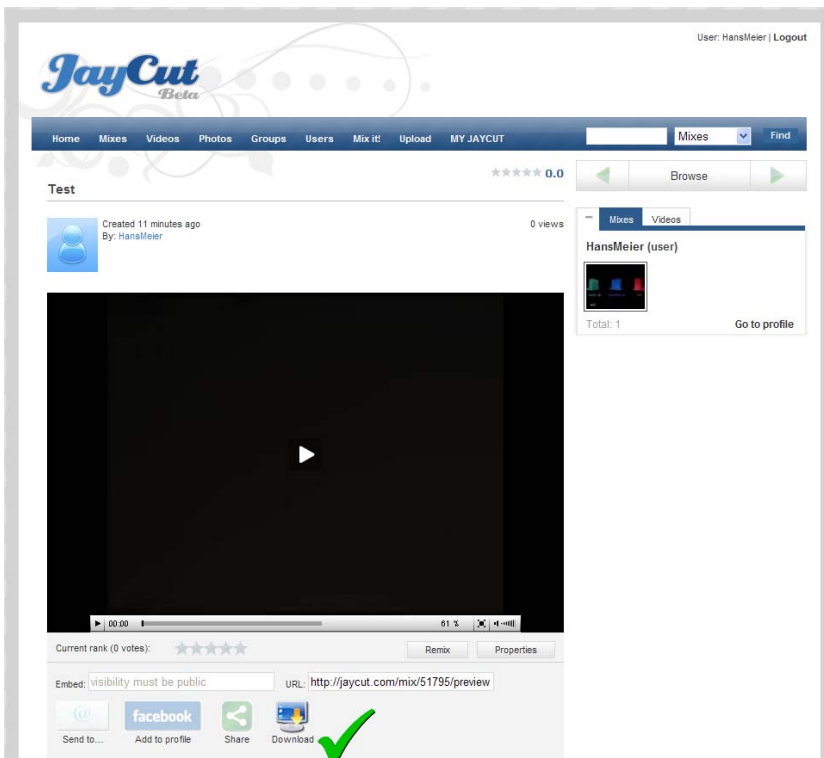 User: HansMeier | Logout
JayCut
Beta
Home Mixes Videos Photos Groups Users Mix it! Upload MY JAYCUT Mixes Find
0.0
Browse
Test
Created 11 minutes ago 0 views
By: HansMeier
Mixes Videos
HansMeier (user)
Total: 1 Go to profile
00:00 61 %
Current rank (0 votes): Remix Properties
Embed: visibility must be public URL: http://jaycut.com/mix/51795/preview
@
facebook
Send to... Add to profile Share Download